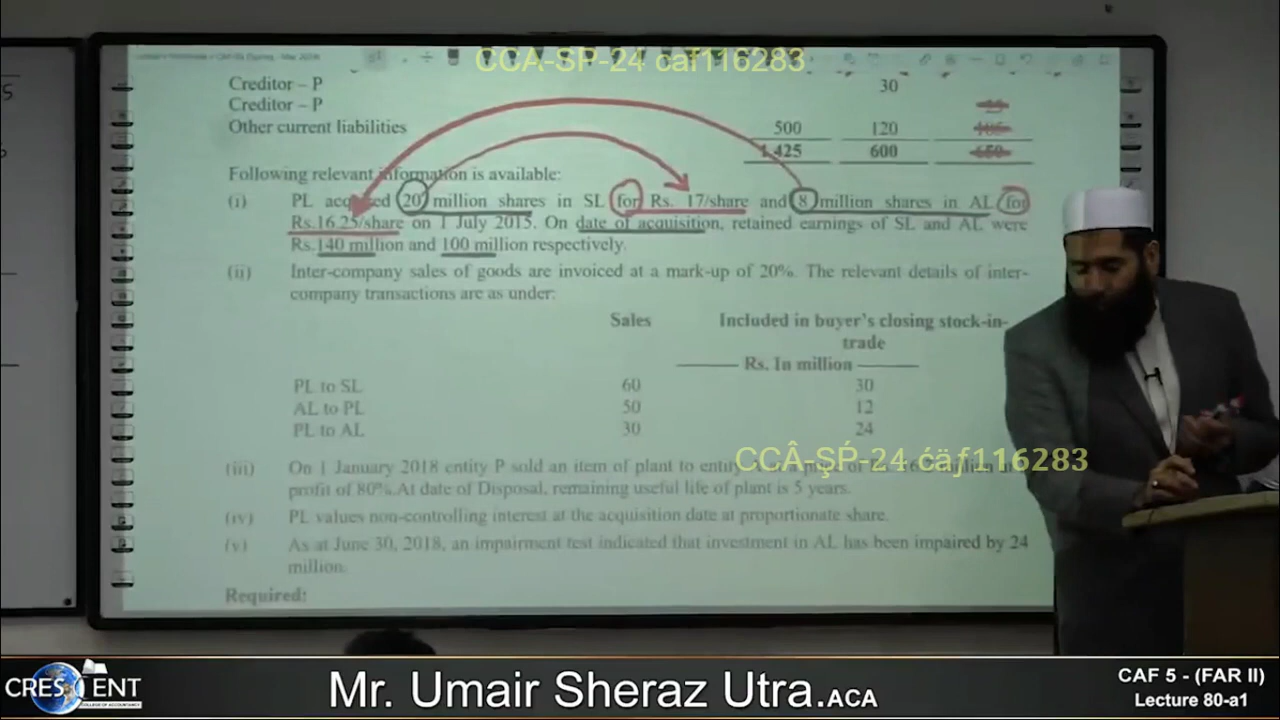 CCA-SP-24 caf116283
Creditor – P 30
Creditor – P
Other current liabilities 500 120
1,425 600 650
Following relevant information is available:
(i) PL acquired 20 million shares in SL for Rs. 17/share and 8 million shares in AL for
Rs.16.25/share on 1 July 2015. On date of acquisition, retained earnings of SL and AL were
Rs.140 million and 100 million respectively.
(ii) Inter-company sales of goods are invoiced at a mark-up of 20%. The relevant details of inter-
company transactions are as under:
Sales Included in buyer's closing stock-in-
trade
Rs. In million
PL to SL 60 30
AL to PL 50 12
PL to AL 30 24
(iii) On 1 January 2018 entity P sold an item of plant to entity
CCÂ-ŞṔ-24 ćäƒ116283
profit of 80%.At date of Disposal, remaining useful life of plant is 5 years.
(iv) PL values non-controlling interest at the acquisition date at proportionate share.
(v) As at June 30, 2018, an impairment test indicated that investment in AL has been impaired by 24
million.
Required:
CRESCENT
COLLEGE OF ACCOUNTANCY
Mr. Umair Sheraz Utra.ACA
CAF 5 - (FAR II)
Lecture 80-a1